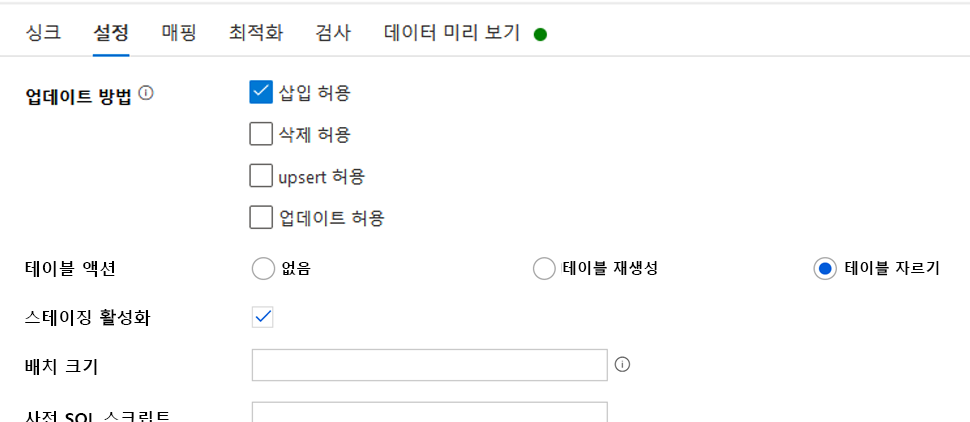 싱크 설정 매핑 최적화 검사 데이터 미리 보기
업데이트 방법 삽입 허용
삭제 허용
upsert 허용
업데이트 허용
테이블 액션 없음 테이블 재생성 테이블 자르기
스테이징 활성화
배치 크기
사전 SQL 스크립트